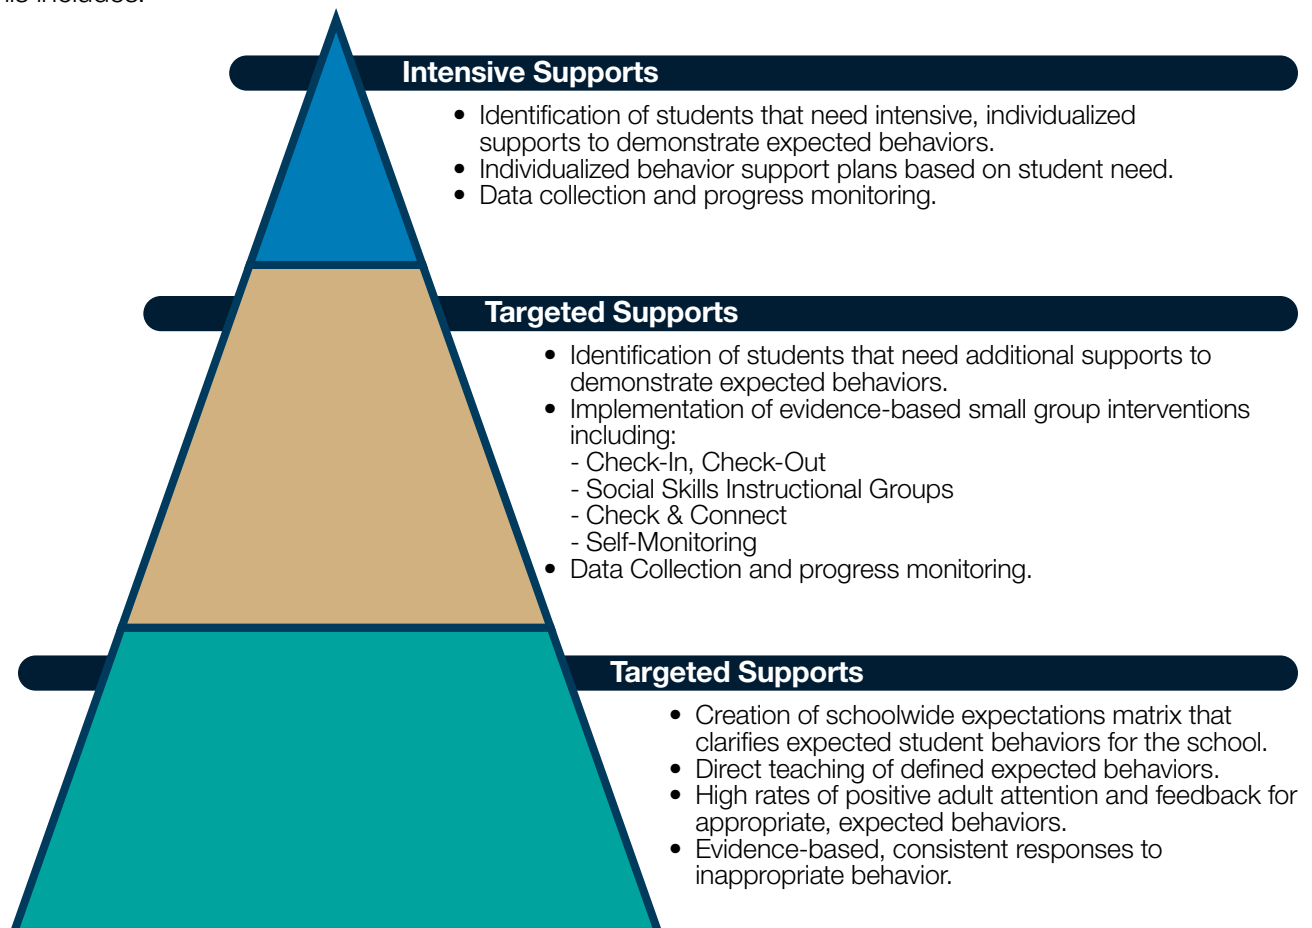 Intensive Supports
• Identification of students that need intensive, individualized
supports to demonstrate expected behaviors.
• Individualized behavior support plans based on student need.
• Data collection and progress monitoring.
Targeted Supports
• Identification of students that need additional supports to
demonstrate expected behaviors.
• Implementation of evidence-based small group interventions
including:
- Check-In, Check-Out
- Social Skills Instructional Groups
- Check & Connect
- Self-Monitoring
• Data Collection and progress monitoring.
Targeted Supports
• Creation of schoolwide expectations matrix that
clarifies expected student behaviors for the school.
• Direct teaching of defined expected behaviors.
• High rates of positive adult attention and feedback for
appropriate, expected behaviors.
• Evidence-based, consistent responses to
inappropriate behavior.